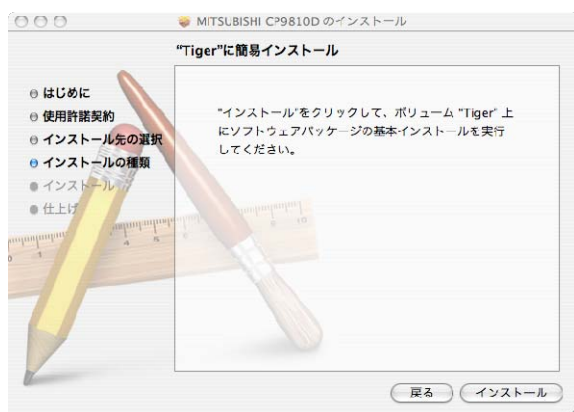 MITSUBISHI CP9810D のインストール
“Tiger”に簡易インストール
はじめに
使用許諾契約
インストール先の選択
インストールの種類
インストール
仕上げ
“インストール”をクリックして、ボリューム “Tiger” 上
にソフトウェアパッケージの基本インストールを実行
してください。
0 1 4 5 9 10
戻る
インストール